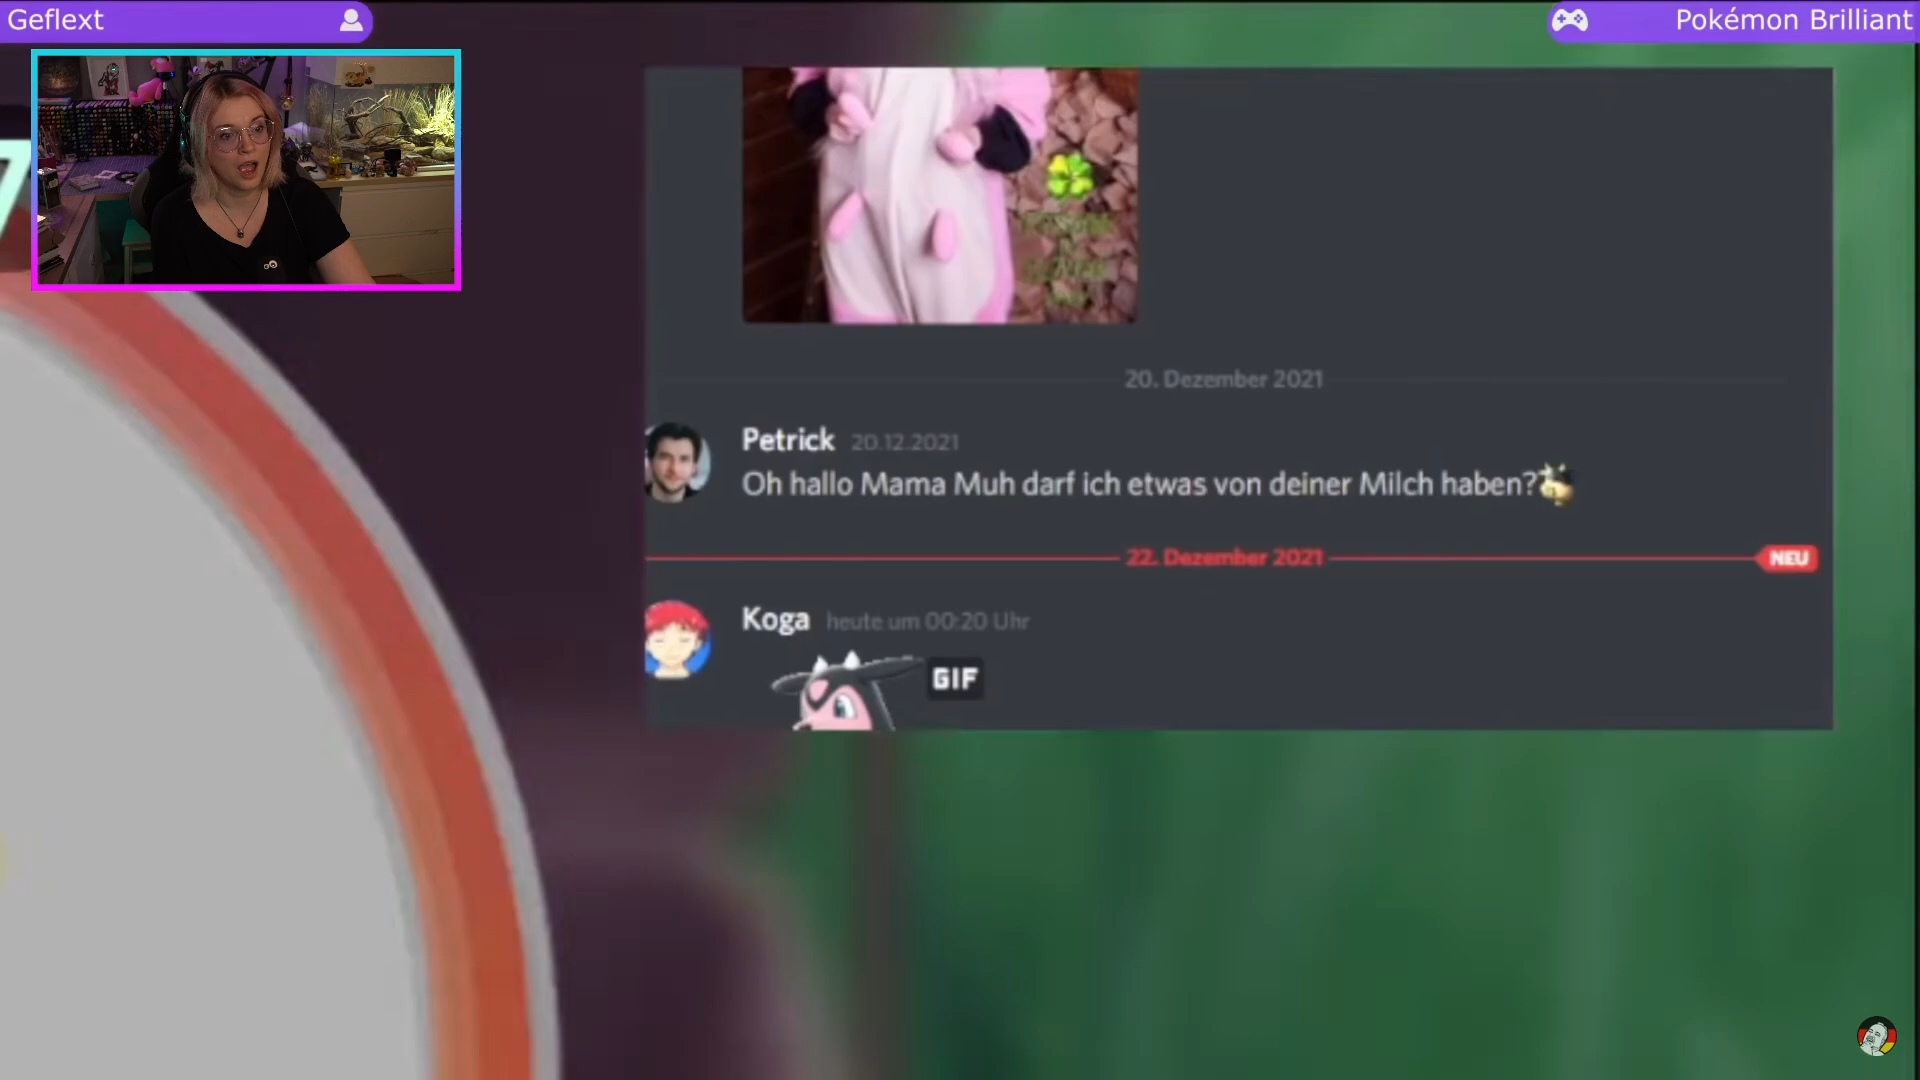 Geflext
Pokémon Brilliant
7
20. Dezember 2021
Petrick 20.12.2021
Oh hallo Mama Muh darf ich etwas von deiner Milch haben?
22. Dezember 2021
NEU
Koga heute um 00:20 Uhr
GIF